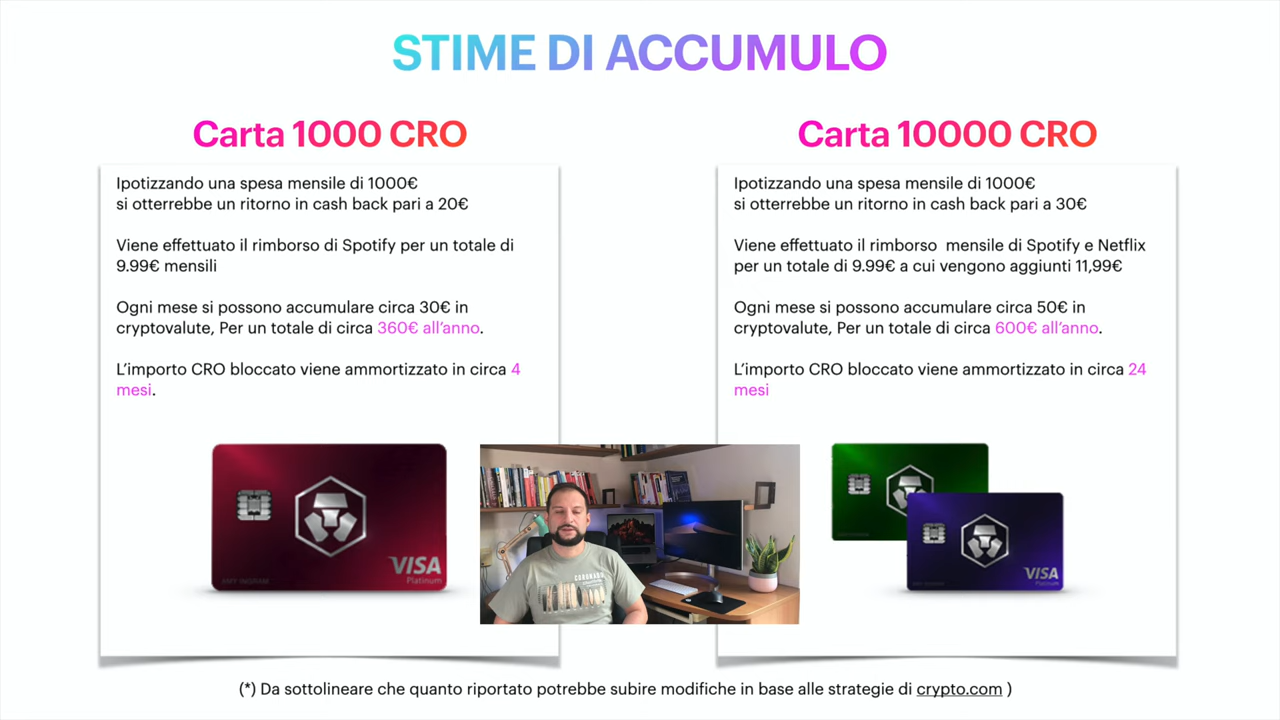 STIME DI ACCUMULO
Carta 1000 CRO
Ipotizzando una spesa mensile di 1000€
si otterrebbe un ritorno in cash back pari a 20€
Viene effettuato il rimborso di Spotify per un totale di
9.99€ mensili
Ogni mese si possono accumulare circa 30€ in
cryptovalute, Per un totale di circa 360€ all'anno.
L'importo CRO bloccato viene ammortizzato in circa 4
mesi.
VISA
Platinum
Carta 10000 CRO
Ipotizzando una spesa mensile di 1000€
si otterrebbe un ritorno in cash back pari a 30€
Viene effettuato il rimborso  mensile di Spotify e Netflix
per un totale di 9.99€ a cui vengono aggiunti 11,99€
Ogni mese si possono accumulare circa 50€ in
cryptovalute, Per un totale di circa 600€ all'anno.
L'importo CRO bloccato viene ammortizzato in circa 24
mesi
VISA
Platinum
(*) Da sottolineare che quanto riportato potrebbe subire modifiche in base alle strategie di crypto.com )